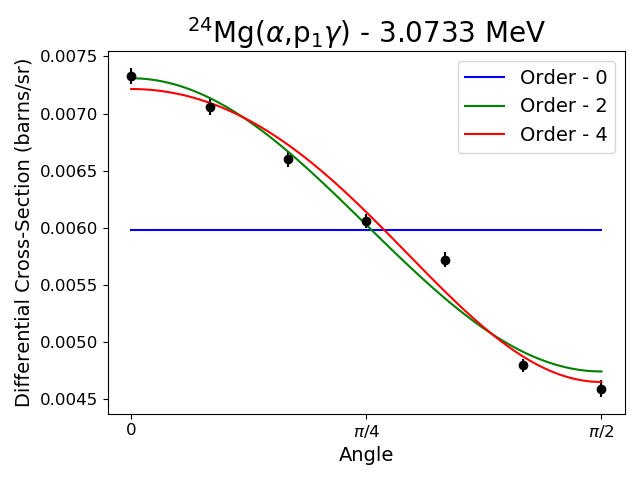 ²⁴Mg(α,p₁γ) - 3.0733 MeV
Differential Cross-Section (barns/sr)
0.0075
0.0070
0.0065
0.0060
0.0055
0.0050
0.0045
Order - 0
Order - 2
Order - 4
0
π/4
π/2
Angle